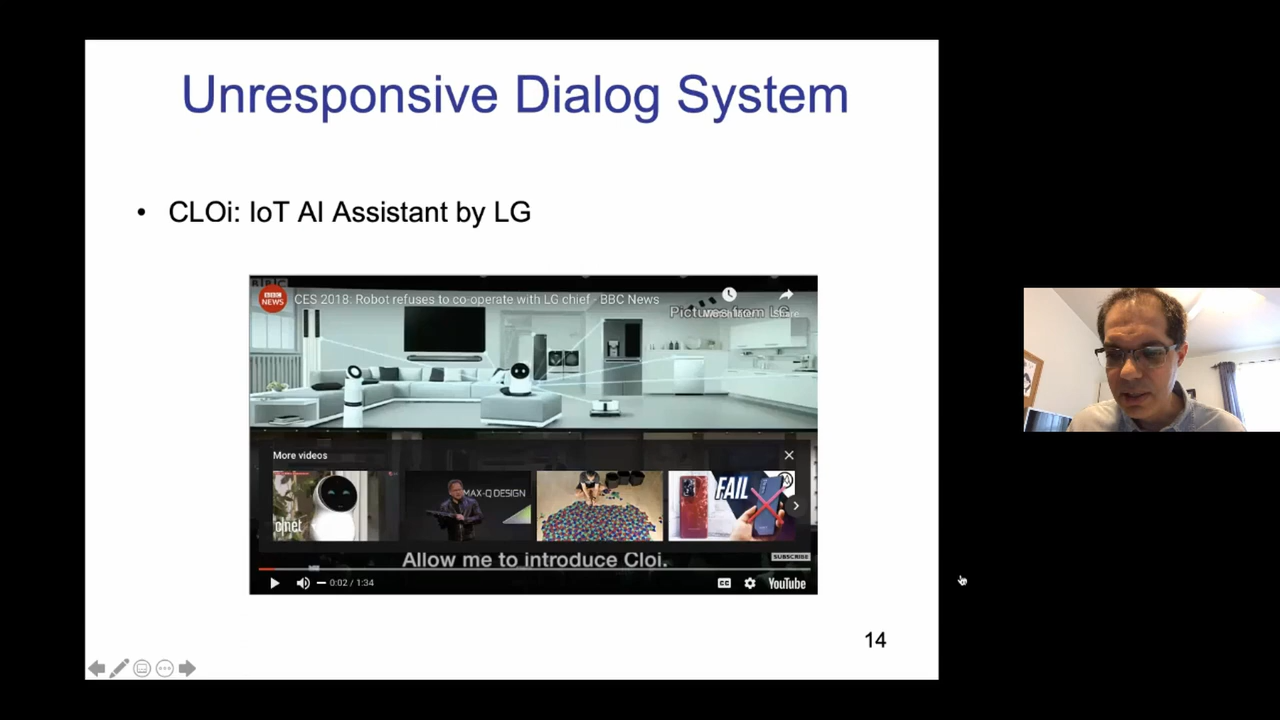 Unresponsive Dialog System
• CLOi: IoT AI Assistant by LG
BBC
BBC NEWS
CES 2018: Robot refuses to co-operate with LG chief - BBC News
Pictures from LG
Share
More videos
cnet
MAX-Q DESIGN
FAIL
Allow me to introduce Cloi.
SUBSCRIBE
0:02 / 1:34
CC
YouTube
14